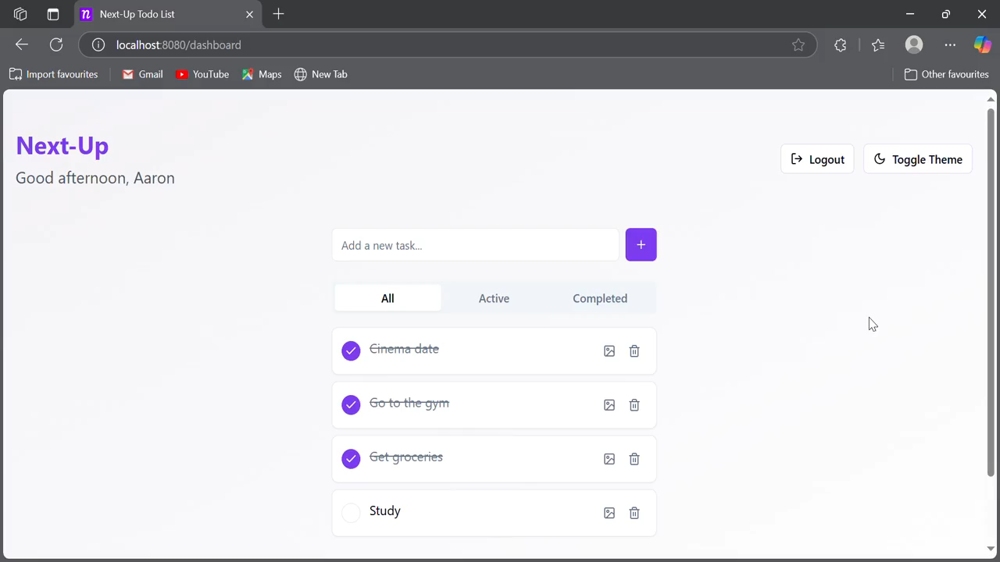 Next-Up Todo List
localhost:8080/dashboard
Import favourites
Gmail
YouTube
Maps
New Tab
Other favourites
Next-Up
Good afternoon, Aaron
Logout
Toggle Theme
Add a new task...
All
Active
Completed
Cinema date
Go to the gym
Get groceries
Study